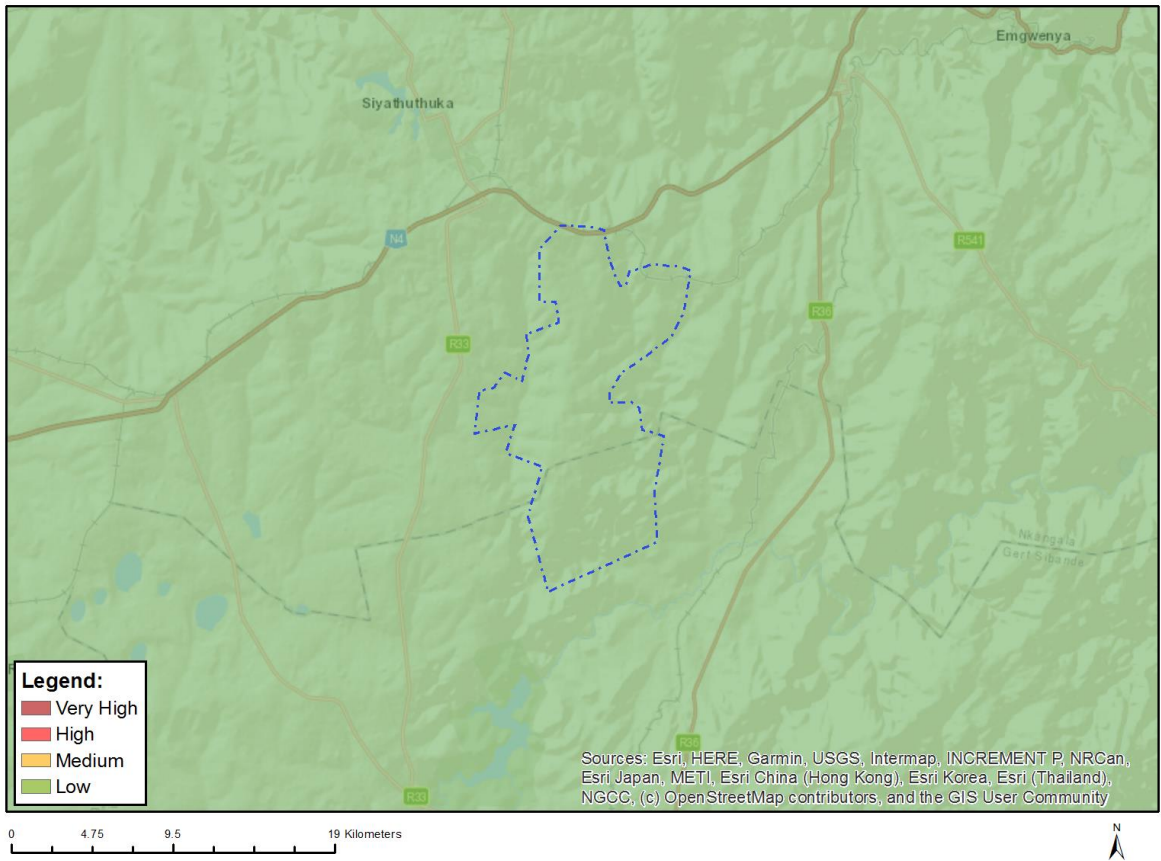 Emgwenya
Siyathuthuka
N4
R541
R36
R33
Nkangala
Gert Sibande
Legend:
Very High
High
Medium
Low
R36
R33
Sources: Esri, HERE, Garmin, USGS, Intermap, INCREMENT P, NRCan,
Esri Japan, METI, Esri China (Hong Kong), Esri Korea, Esri (Thailand),
NGCC, (c) OpenStreetMap contributors, and the GIS User Community
0 4.75 9.5 19 Kilometers
N